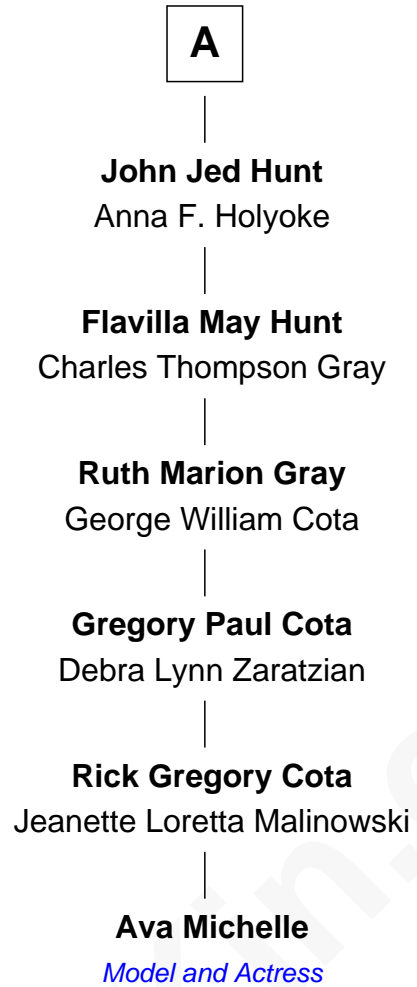 A
John Jed Hunt
Anna F. Holyoke
Flavilla May Hunt
Charles Thompson Gray
Ruth Marion Gray
George William Cota
Gregory Paul Cota
Debra Lynn Zaratzian
Rick Gregory Cota
Jeanette Loretta Malinowski
Ava Michelle
Model and Actress